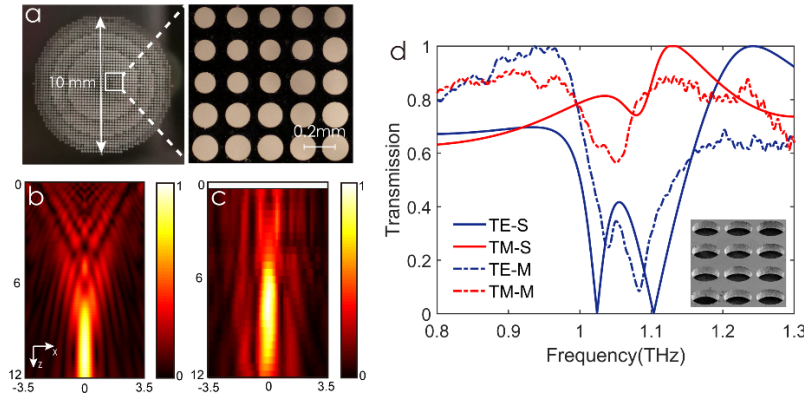 a
10 mm
0.2mm
b
0
6
12
-3.5
0
3.5
x
z
1
0
c
0
6
12
-3.5
0
3.5
1
0
d
Transmission
1
0.8
0.6
0.4
0.2
0
TE-S
TM-S
TE-M
TM-M
0.8
0.9
1
1.1
1.2
1.3
Frequency(THz)